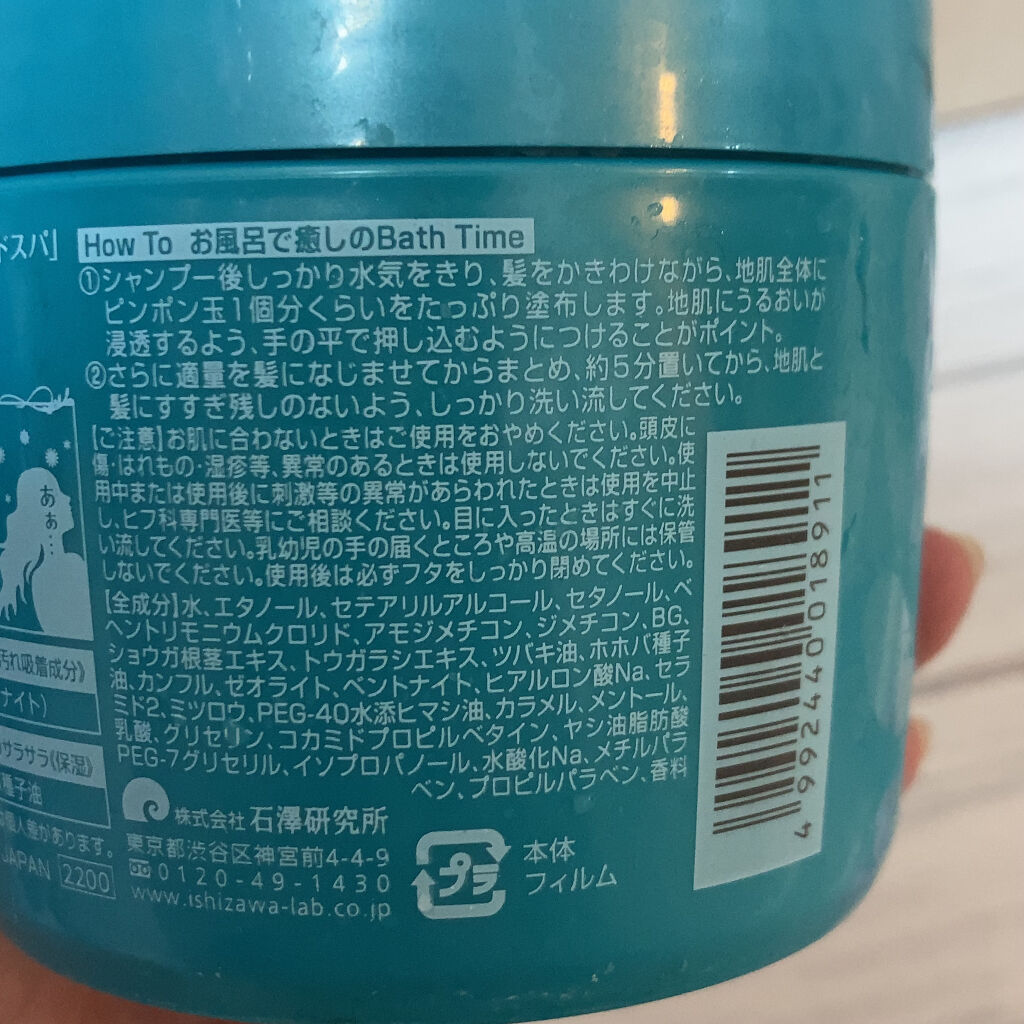 ドスパ」
How To お風呂で癒しのBath Time
①シャンプー後しっかり水気をきり、髪をかきわけながら、地肌全体に
ピンポン玉1個分くらいをたっぷり塗布します。地肌にうるおいが
浸透するよう、手の平で押し込むようにつけることがポイント。
②さらに適量を髪になじませてからまとめ、約5分置いてから、地肌と
髪にすすぎ残しのないよう、しっかり洗い流してください。
【ご注意】お肌に合わないときはご使用をおやめください。頭皮に
傷・はれもの・湿疹等、異常のあるときは使用しないでください。使
用中または使用後に刺激等の異常があらわれたときは使用を中止
し、ヒフ科専門医等にご相談ください。目に入ったときはすぐに洗
い流してください。乳幼児の手の届くところや高温の場所には保管
しないでください。使用後は必ずフタをしっかり閉めてください。
【全成分】水、エタノール、セテアリルアルコール、セタノール、ベ
ヘントリモニウムクロリド、アモジメチコン、ジメチコン、BG、
ショウガ根茎エキス、トウガラシエキス、ツバキ油、ホホバ種子
油、カンフル、ゼオライト、ベントナイト、ヒアルロン酸Na、セラ
ミド2、ミツロウ、PEG-40水添ヒマシ油、カラメル、メントール、
乳酸、グリセリン、コカミドプロピルベタイン、ヤシ油脂肪酸
PEG-7グリセリル、イソプロパノール、水酸化Na、メチルパラ
ベン、プロピルパラベン、香料
あぁ…
汚れ吸着成分》
ナイト）
サラサラ《保湿》
種子油
個人差があります。
JAPAN 2200
株式会社 石澤研究所
東京都渋谷区神宮前4-4-9
0120-49-1430
www.ishizawa-lab.co.jp
プラ
本体
フィルム
4992440018911